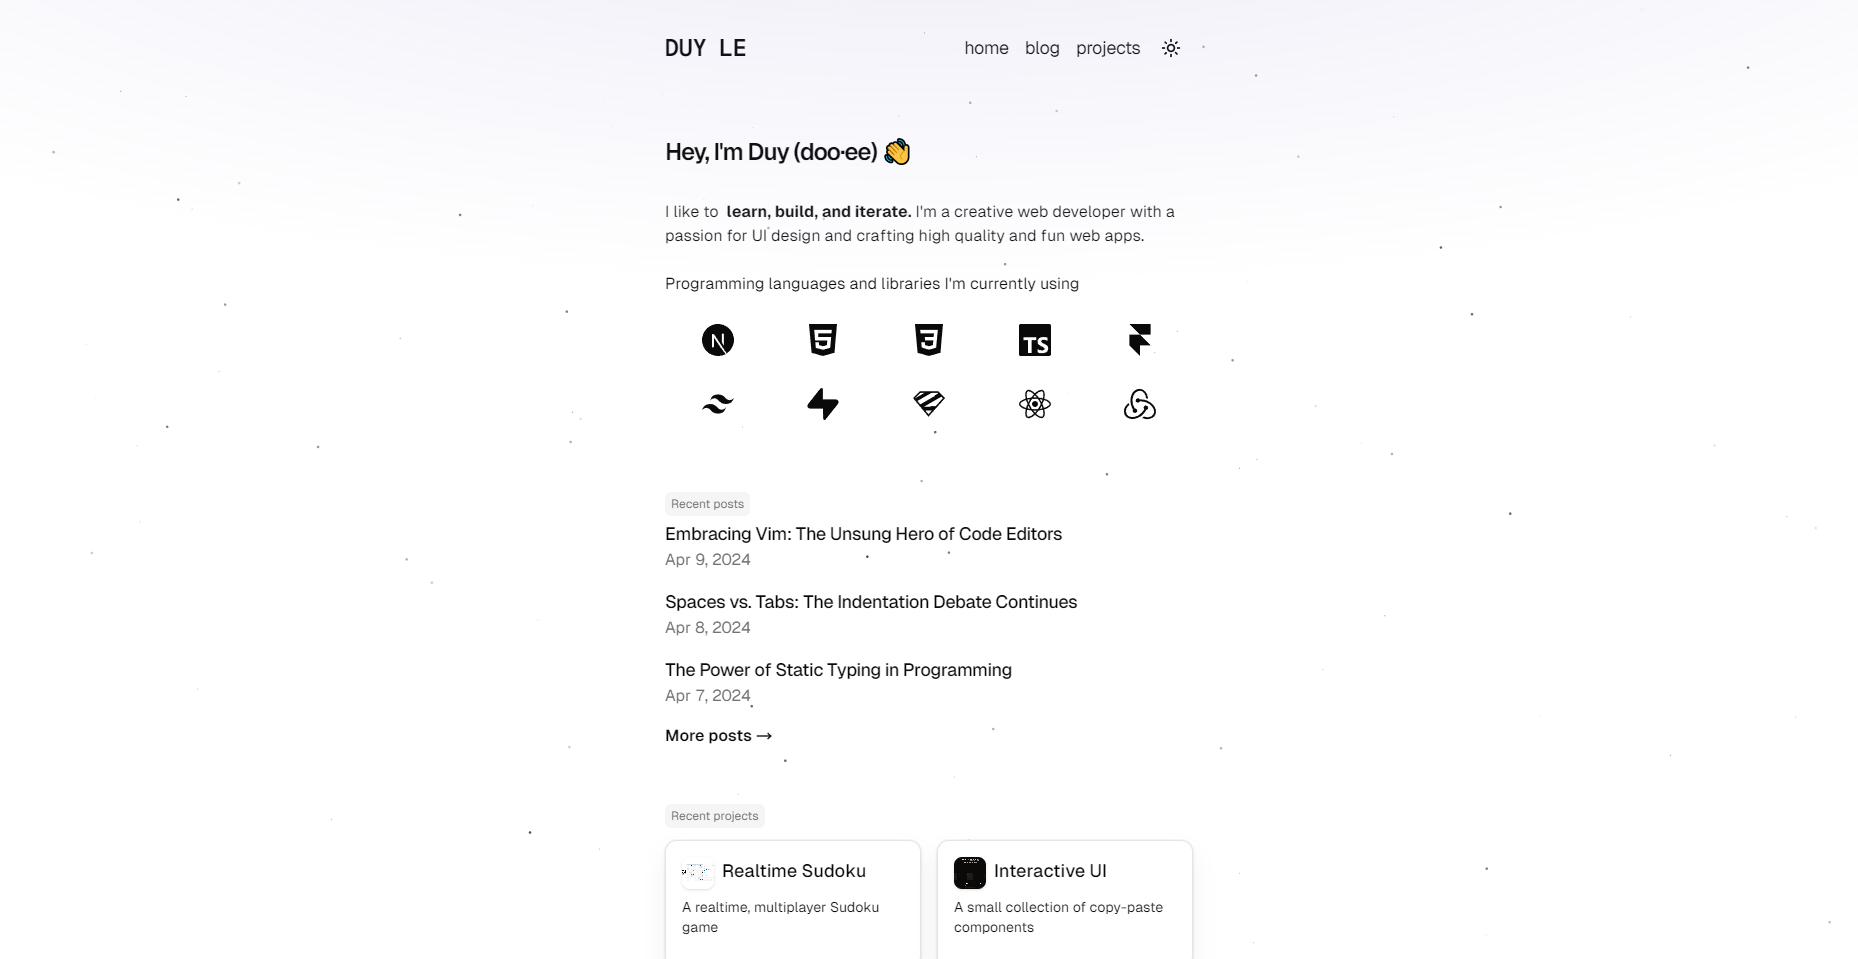 DUY LE
home blog projects
Hey, I'm Duy (doo·ee) 👋
I like to learn, build, and iterate. I'm a creative web developer with a
passion for UI design and crafting high quality and fun web apps.
Programming languages and libraries I'm currently using
N 5 3 TS
Recent posts
Embracing Vim: The Unsung Hero of Code Editors
Apr 9, 2024
Spaces vs. Tabs: The Indentation Debate Continues
Apr 8, 2024
The Power of Static Typing in Programming
Apr 7, 2024
More posts →
Recent projects
Realtime Sudoku
A realtime, multiplayer Sudoku
game
Interactive UI
A small collection of copy-paste
components